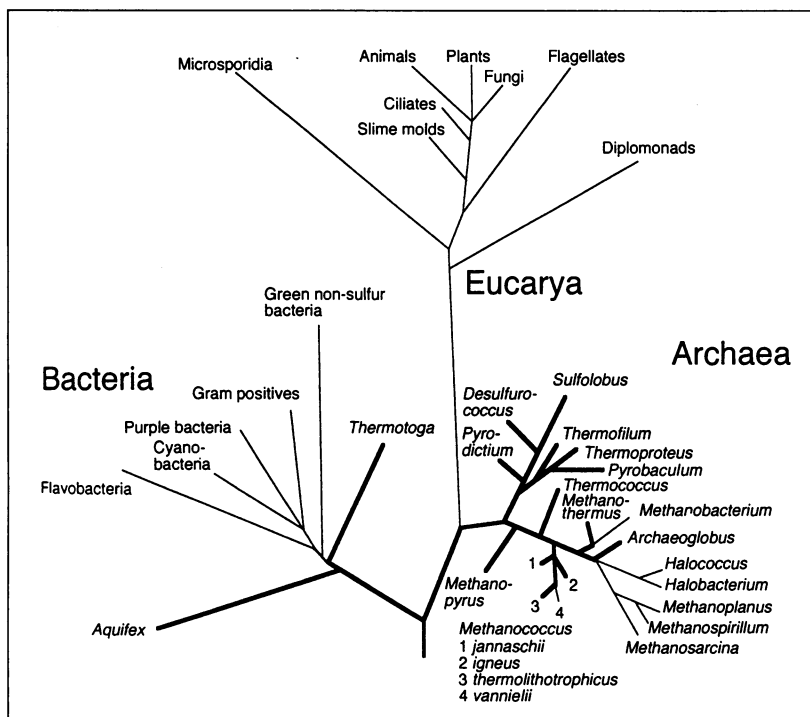 Microsporidia
Animals
Plants
Fungi
Flagellates
Ciliates
Slime molds
Diplomonads
Eucarya
Green non-sulfur
bacteria
Bacteria
Gram positives
Purple bacteria
Cyano-
bacteria
Flavobacteria
Thermotoga
Aquifex
Archaea
Sulfolobus
Desulfuro-
coccus
Pyro-
dictium
Thermofilum
Thermoproteus
Pyrobaculum
Thermococcus
Methano-
thermus
Methanobacterium
Archaeoglobus
Halococcus
Halobacterium
Methanoplanus
Methanospirillum
Methanosarcina
Methano-
pyrus
1
2
3
4
Methanococcus
1 jannaschii
2 igneus
3 thermolithotrophicus
4 vannielii